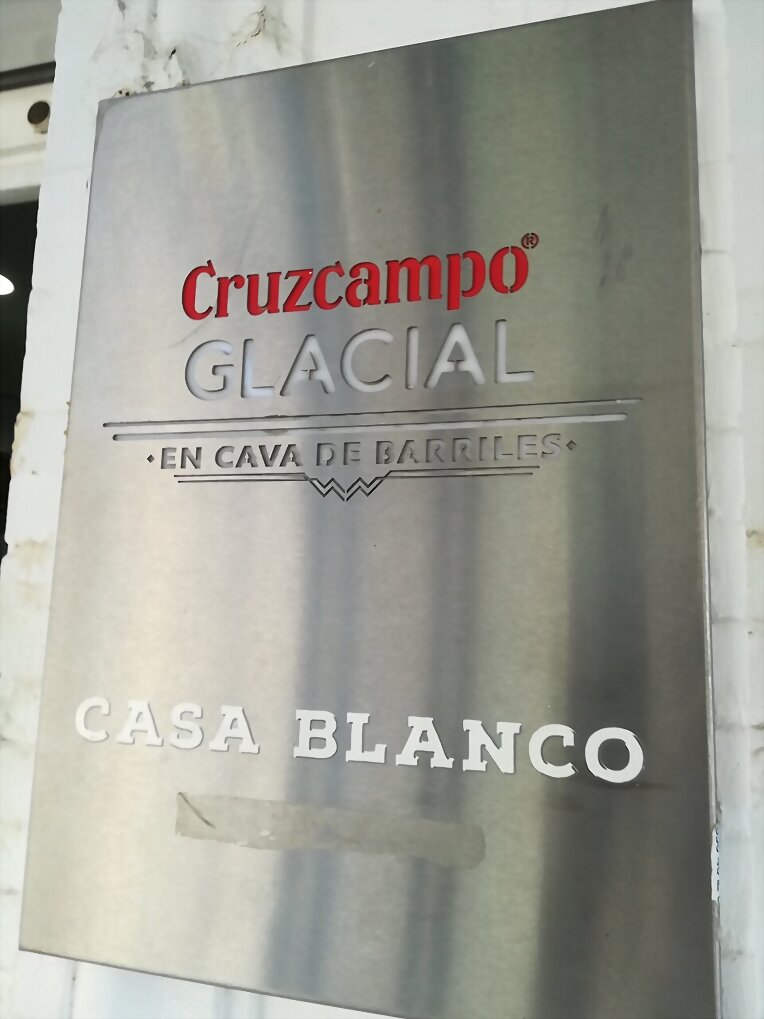 Cruzcampo®
GLACIAL
·EN CAVA DE BARRILES·
CASA BLANCO